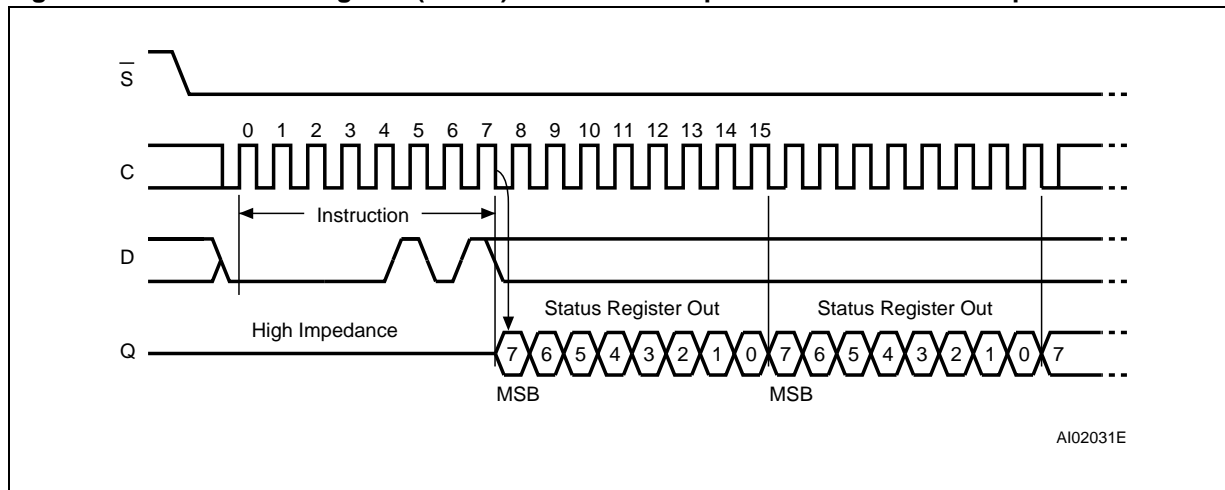 S
0 1 2 3 4 5 6 7 8 9 10 11 12 13 14 15
C
Instruction
D
Status Register Out Status Register Out
High Impedance
Q 7 6 5 4 3 2 1 0 7 6 5 4 3 2 1 0 7
MSB MSB
AI02031E